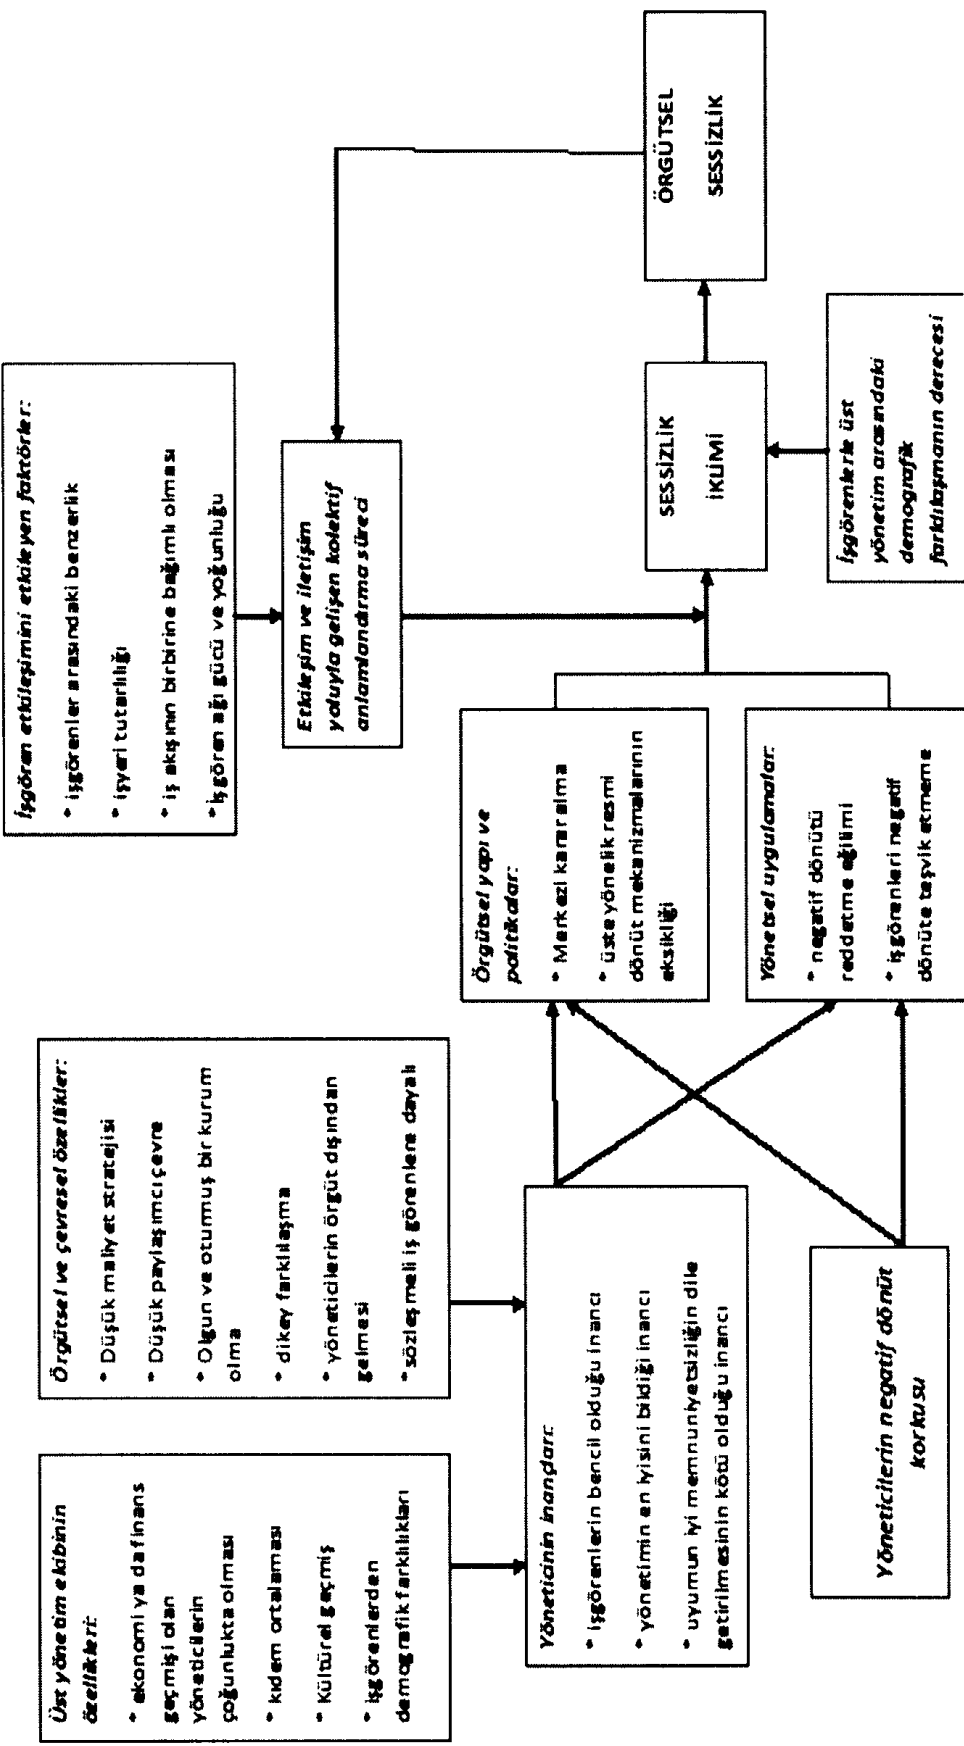 Üst yönetim ekibinin
özellikleri:
* ekonomi ya da finans
geçmişi olan
yöneticilerin
çoğunlukta olması
* kıdem ortalaması
* Kültürel geçmiş
* işgörenlerden
demografik farklılıkları
Örgütsel ve çevresel özellikler:
* Düşük maliyet stratejisi
* Düşük paylaşımcı çevre
* Olgun ve oturmuş bir kurum
olma
* dikey farklılaşma
* yöneticilerin örgüt dışından
gelmesi
* sözleşmeli iş görenlere dayalı
İşgören etkileşimini etkileyen faktörler:
* işgörenler arasındaki benzerlik
* işyeri tutarlılığı
* iş akışının birbirine bağımlı olması
*İşgören ağı gücü ve yoğunluğu
Etkileşim ve iletişim
yoluyla gelişen kolektif
anlamlandırma süreci
Yöneticinin inançları:
* işgörenlerin bencil olduğu inancı
* yönetimin en iyisini bildiği inancı
* uyumun iyi memnuniyetsizliğin dile
getirilmesinin kötü olduğu inancı
Örgütsel yapı ve
politikalar:
* Merkezi karar alma
* üste yönelik resmi
dönüt mekanizmalarının
eksikliği
Yöneticilerin negatif dönüt
korkusu
Yönetsel uygulamalar:
* negatif dönütü
reddetme eğilimi
* işgörenleri negatif
dönüte teşvik etmeme
SESSİZLİK
İKLİMİ
ÖRGÜTSEL
SESSİZLİK
İşgörenlerle üst
yönetim arasındaki
demografik
farklılaşmanın derecesi